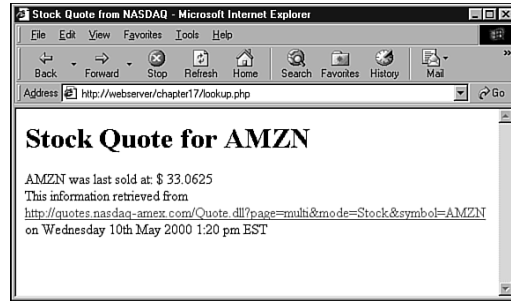 Stock Quote from NASDAQ - Microsoft Internet Explorer
File Edit View Favorites Tools Help
Back Forward Stop Refresh Home Search Favorites History Mail »
Address http://webserver/chapter17/lookup.php Go
Stock Quote for AMZN
AMZN was last sold at: $ 33.0625
This information retrieved from
http://quotes.nasdaq-amex.com/Quote.dll?page=multi&mode=Stock&symbol=AMZN
on Wednesday 10th May 2000 1:20 pm EST